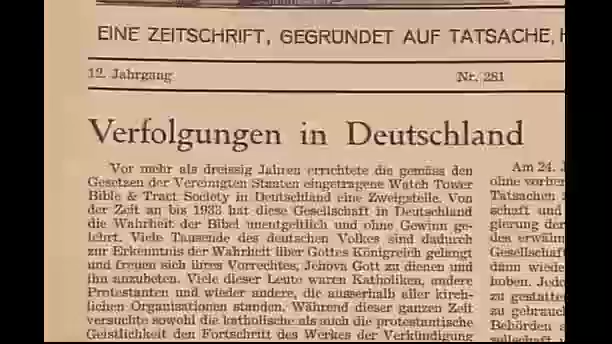 EINE ZEITSCHRIFT, GEGRÜNDET AUF TATSACHE,
12. Jahrgang
Nr. 281
Verfolgungen in Deutschland
Vor mehr als dreissig Jahren errichtete die gemäss den
Gesetzen der Vereinigten Staaten eingetragene Watch Tower
Bible & Tract Society in Deutschland eine Zweigstelle. Von
der Zeit an bis 1933 hat diese Gesellschaft in Deutschland
die Wahrheit der Bibel unentgeltlich und ohne Gewinn ge-
lehrt. Viele Tausende des deutschen Volkes sind dadurch
zur Erkenntnis der Wahrheit über Gottes Königreich gelangt
und freuen sich ihres Vorrechtes, Jehova Gott zu dienen und
ihn anzubeten. Viele dieser Leute waren Katholiken, andere
Protestanten und wieder andere, die ausserhalb aller kirch-
lichen Organisationen standen. Während dieser ganzen Zeit
versuchte sowohl die katholische als auch die protestantische
Geistlichkeit den Fortschritt des Werkes der Verkündigung
Am 24.
ohne vorher
Tatsachen
schaft und
gierung der
des erwähn
Gesellschaft
dann wiede
hoben. Jedo
zu gestatte
zu gebrauc
Behörden
sellschaft